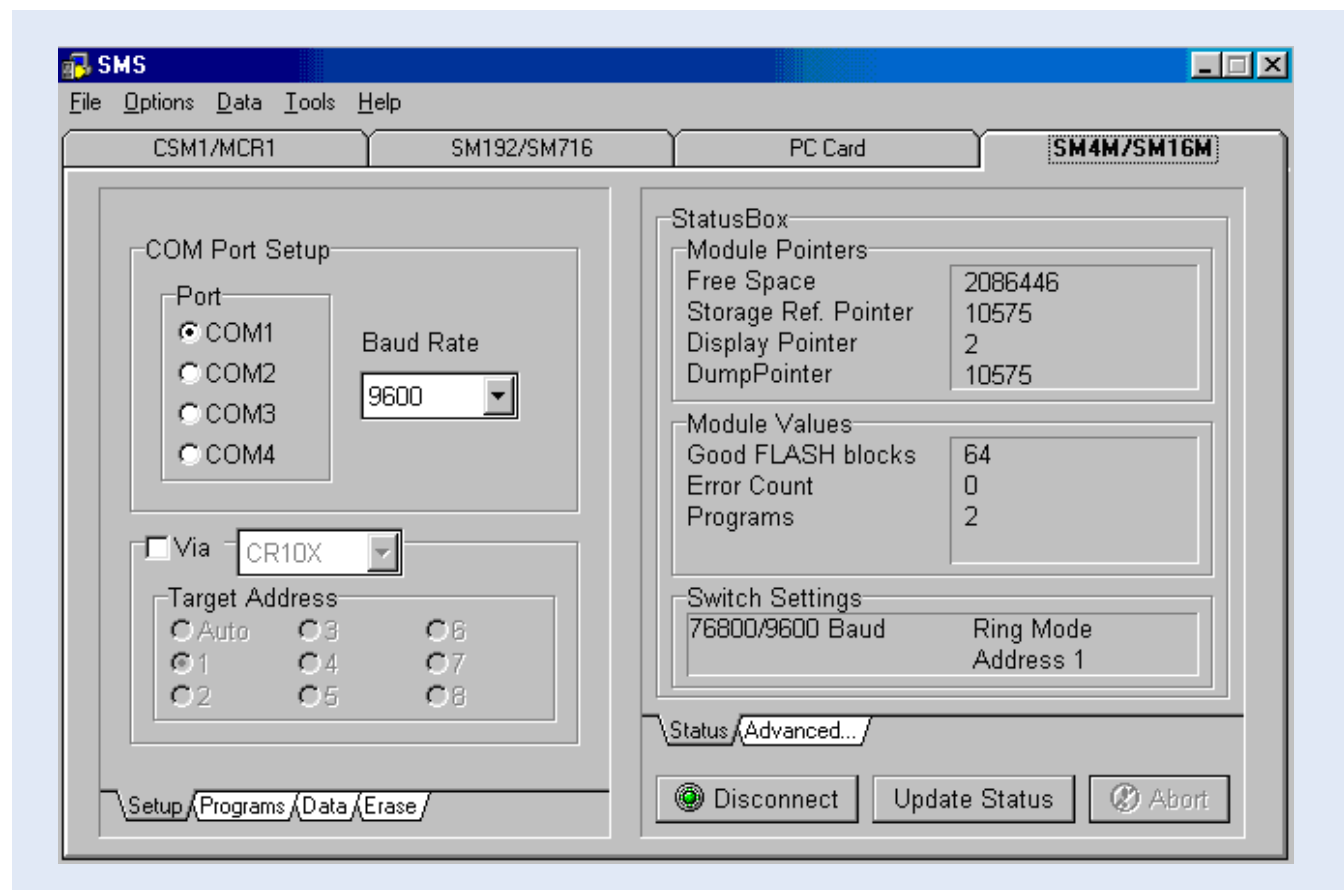 SMS
File Options Data Tools Help
CSM1/MCR1 SM192/SM716 PC Card SM4M/SM16M
COM Port Setup
Port
COM1
COM2
COM3
COM4
Baud Rate
9600
Via CR10X
Target Address
Auto 3 6
1 4 7
2 5 8
Setup Programs Data Erase
StatusBox
Module Pointers
Free Space 2086446
Storage Ref. Pointer 10575
Display Pointer 2
DumpPointer 10575
Module Values
Good FLASH blocks 64
Error Count 0
Programs 2
Switch Settings
76800/9600 Baud Ring Mode
Address 1
Status Advanced...
Disconnect Update Status Abort